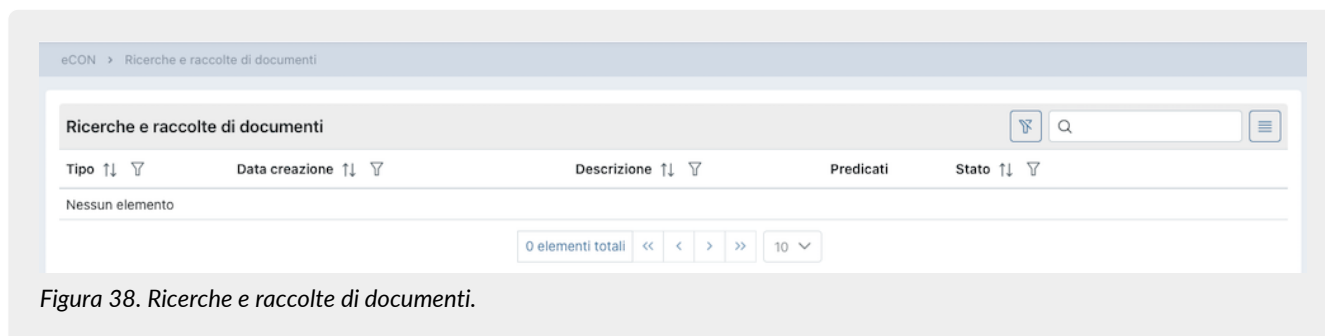 eCON > Ricerche e raccolte di documenti
Ricerche e raccolte di documenti
Tipo Data creazione Descrizione Predicati Stato
Nessun elemento
0 elementi totali << < > >> 10
Figura 38. Ricerche e raccolte di documenti.